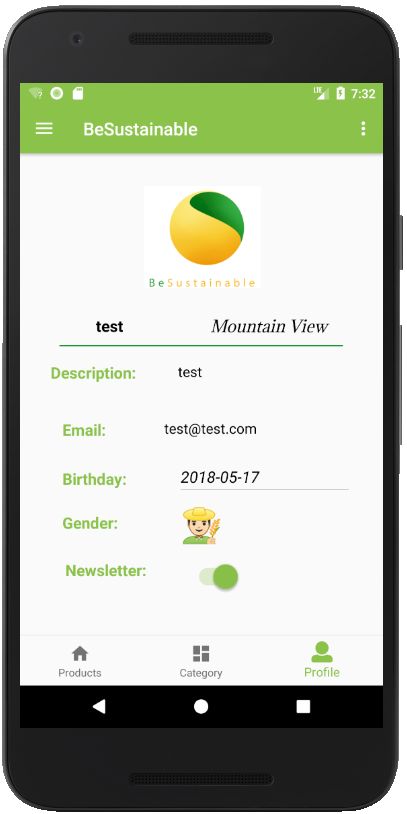 LTE 7:32
BeSustainable
BeSustainable
test Mountain View
Description: test
Email: test@test.com
Birthday: 2018-05-17
Gender:
Newsletter:
Products Category Profile